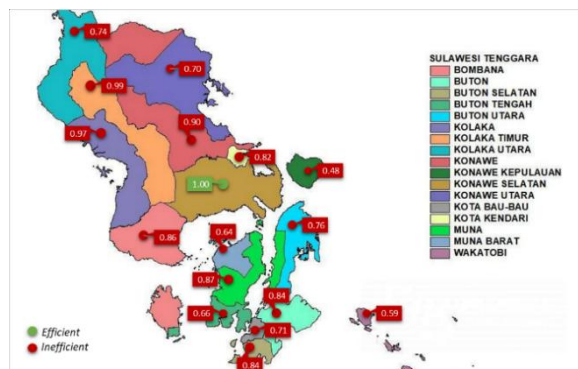 0.74
0.70
0.99
0.90
0.97
0.82
0.48
1.00
0.76
0.86
0.64
0.87
0.84
0.66
0.59
0.71
0.84
SULAWESI TENGGARA
BOMBANA
BUTON
BUTON SELATAN
BUTON TENGAH
BUTON UTARA
KOLAKA
KOLAKA TIMUR
KOLAKA UTARA
KONAWE
KONAWE KEPULAUAN
KONAWE SELATAN
KONAWE UTARA
KOTA BAU-BAU
KOTA KENDARI
MUNA
MUNA BARAT
WAKATOBI
Efficient
Inefficient